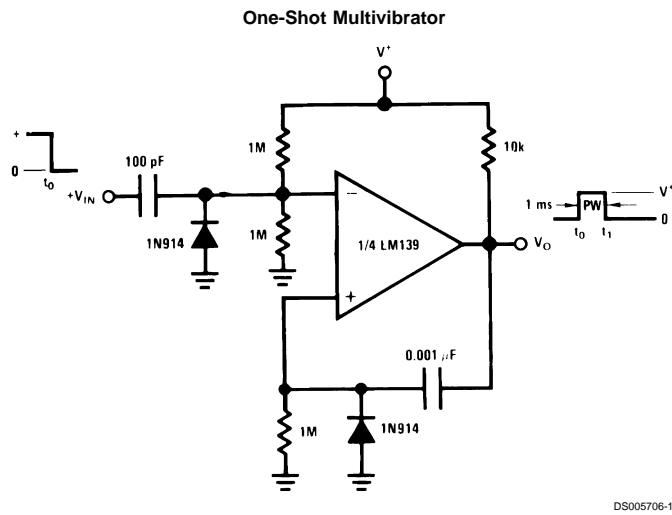 One-Shot Multivibrator
V+
1M
10k
+
0
t0
100 pF
+VIN
1N914
1M
−
1/4 LM139
+
VO
V+
1 ms
PW
0
t0
t1
0.001 μF
1M
1N914
DS005706-1